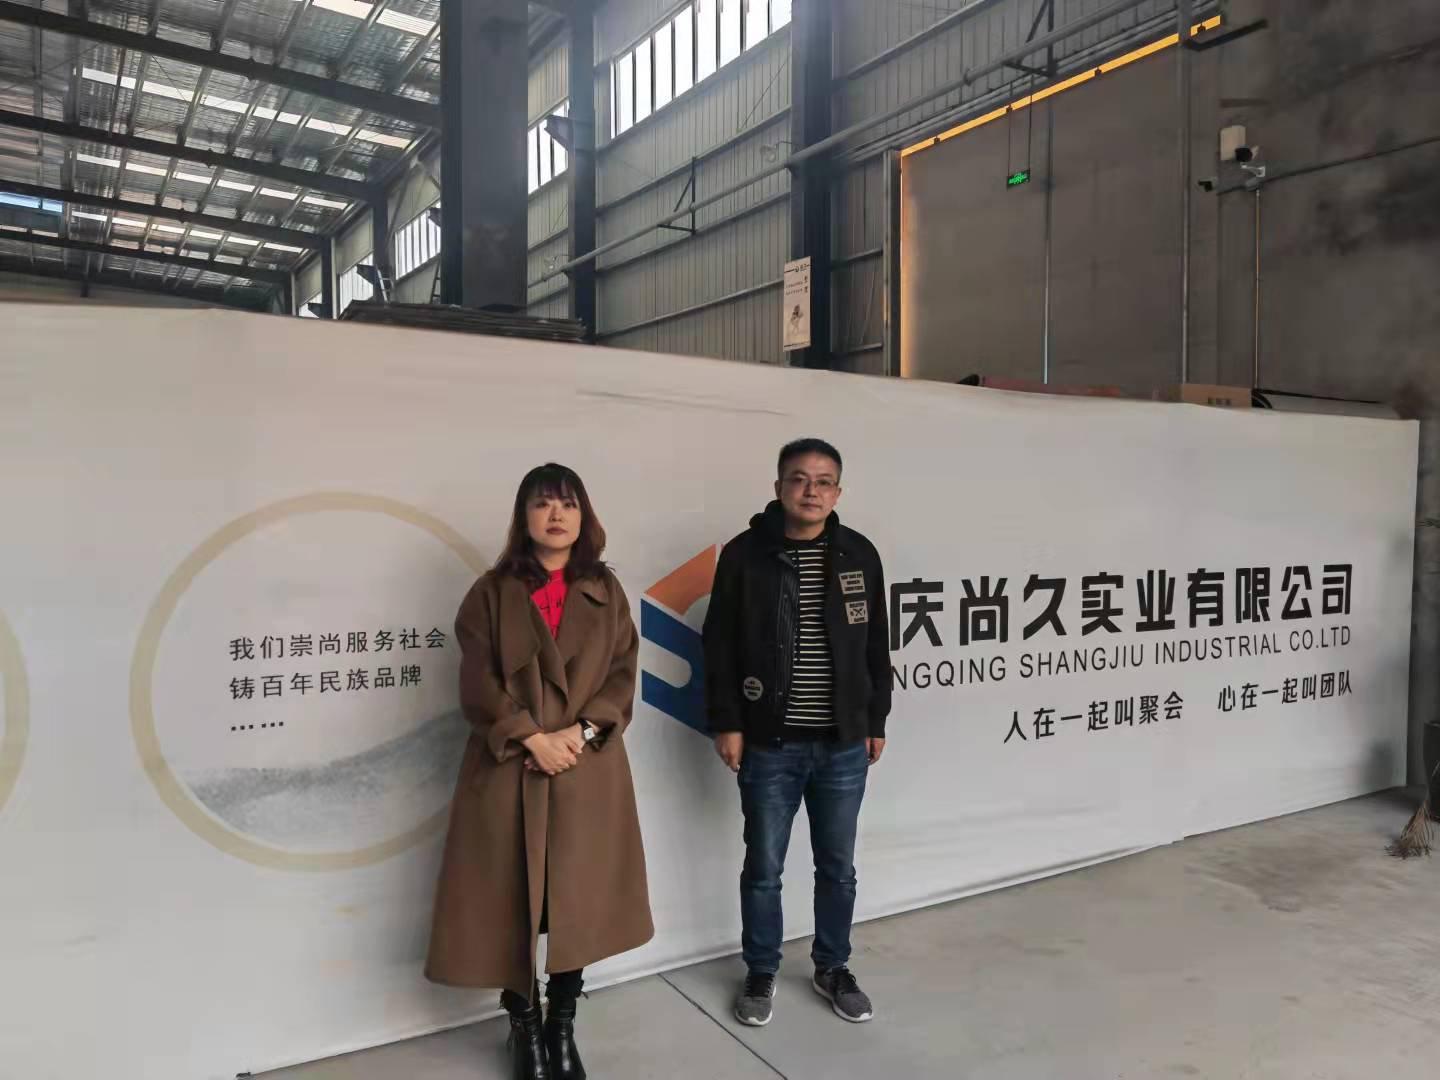 我们崇尚服务社会
铸百年民族品牌
……
庆尚久实业有限公司
NGQING SHANGJIU INDUSTRIAL CO.LTD
人在一起叫聚会 心在一起叫团队